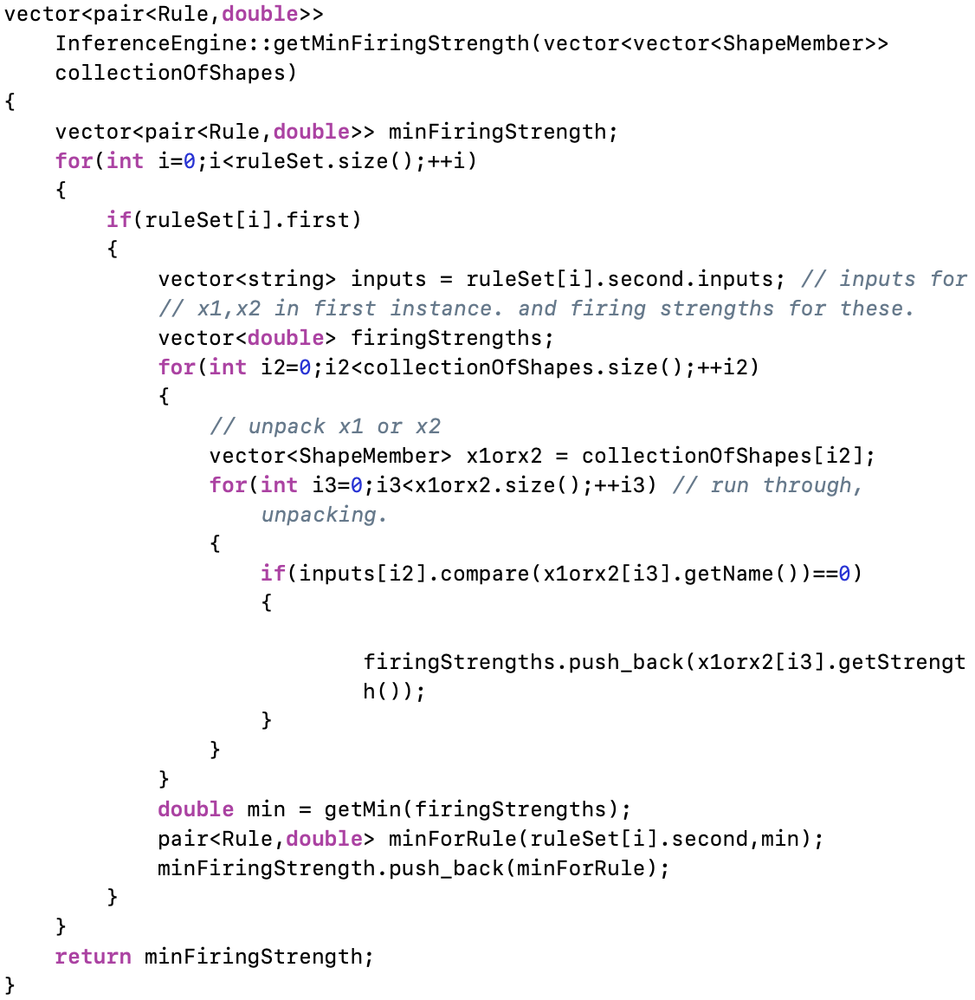 vector<pair<Rule,double>>
    InferenceEngine::getMinFiringStrength(vector<vector<ShapeMember>>
    collectionOfShapes)
{
    vector<pair<Rule,double>> minFiringStrength;
    for(int i=0;i<ruleSet.size();++i)
    {
        if(ruleSet[i].first)
        {
            vector<string> inputs = ruleSet[i].second.inputs; // inputs for
            // x1,x2 in first instance. and firing strengths for these.
            vector<double> firingStrengths;
            for(int i2=0;i2<collectionOfShapes.size();++i2)
            {
                // unpack x1 or x2
                vector<ShapeMember> x1orx2 = collectionOfShapes[i2];
                for(int i3=0;i3<x1orx2.size();++i3) // run through,
                    unpacking.
                {
                    if(inputs[i2].compare(x1orx2[i3].getName())==0)
                    {
                            firingStrengths.push_back(x1orx2[i3].getStrengt
                            h());
                    }
                }
            }
            double min = getMin(firingStrengths);
            pair<Rule,double> minForRule(ruleSet[i].second,min);
            minFiringStrength.push_back(minForRule);
        }
    }
    return minFiringStrength;
}